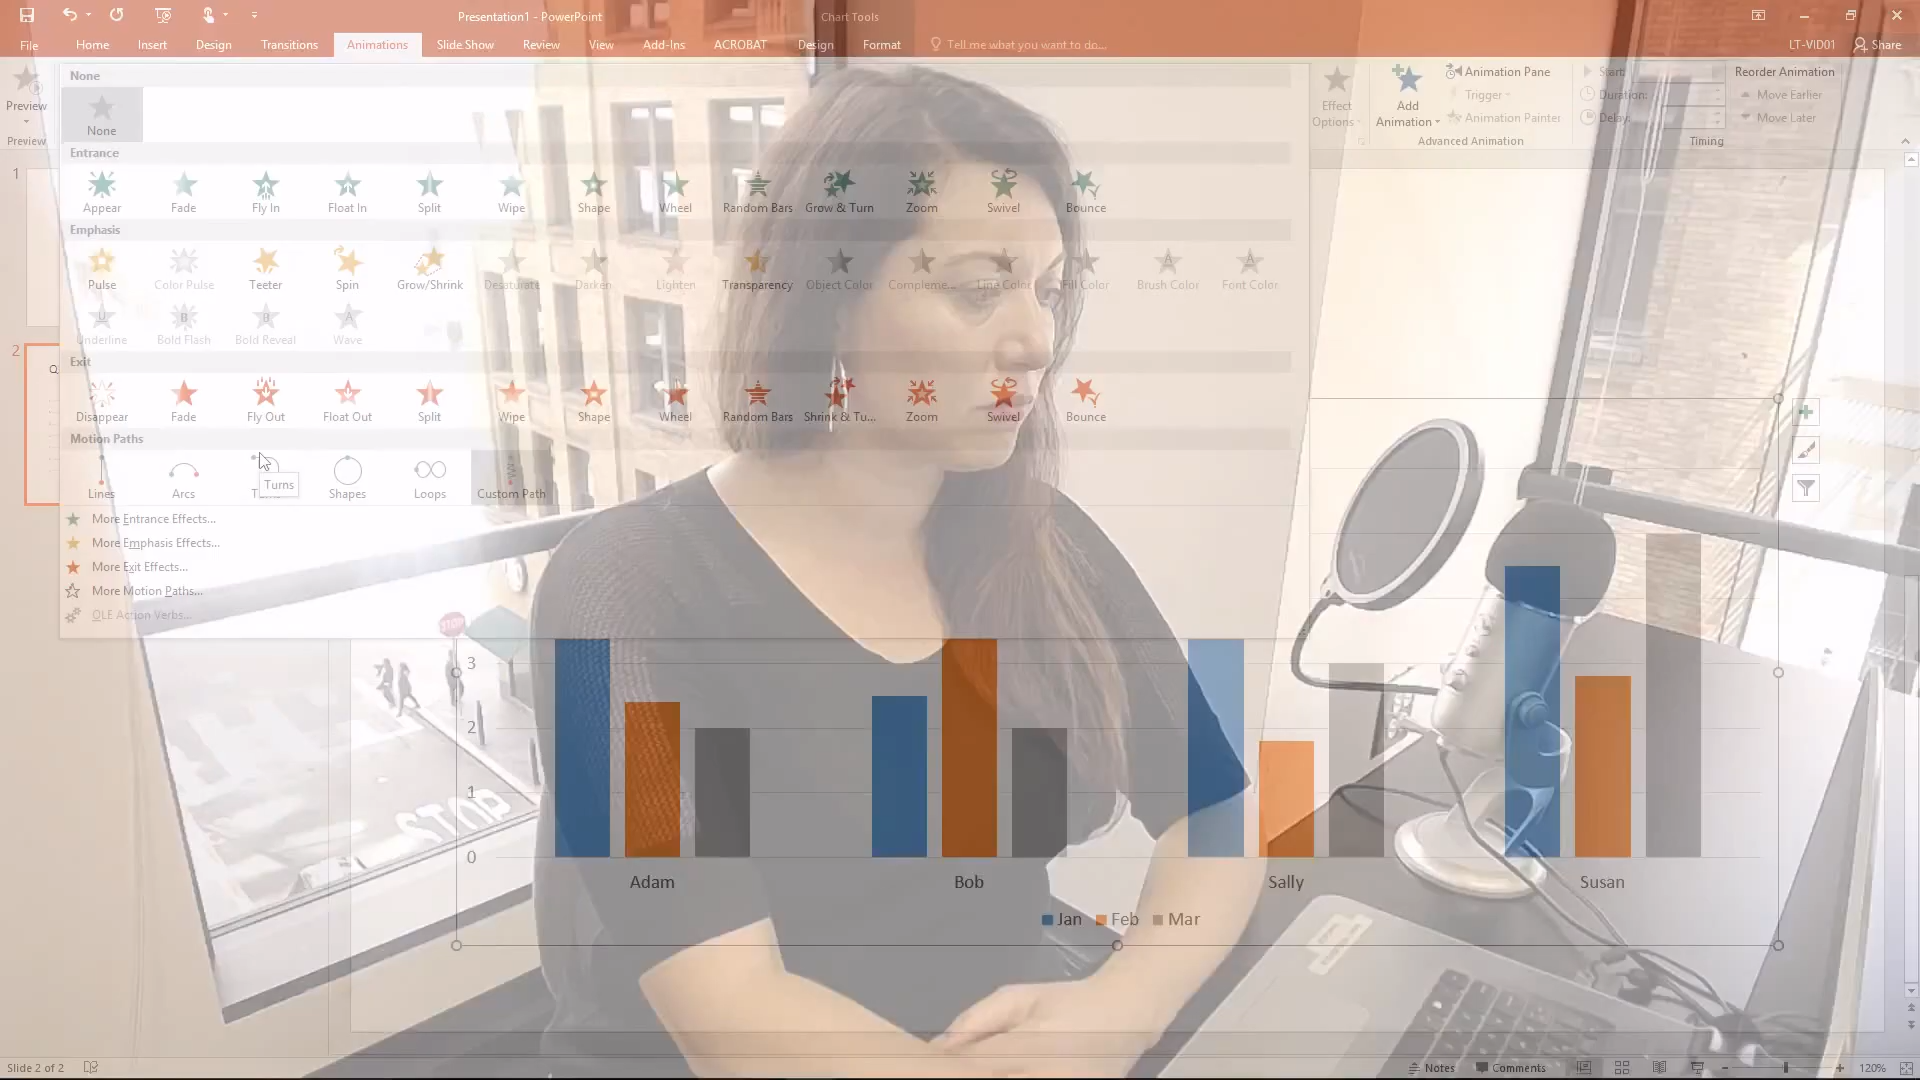 Presentation1 - PowerPoint
Chart Tools
File Home Insert Design Transitions Animations Slide Show Review View Add-Ins ACROBAT Design Format Tell me what you want to do... LT-VID01 Share
Preview
Preview
None
None
Entrance
Appear Fade Fly In Float In Split Wipe Shape Wheel Random Bars Grow & Turn Zoom Swivel Bounce
Emphasis
Pulse Color Pulse Teeter Spin Grow/Shrink Desaturate Darken Lighten Transparency Object Color Compleme... Line Color Fill Color Brush Color Font Color
Underline Bold Flash Bold Reveal Wave
Exit
Disappear Fade Fly Out Float Out Split Wipe Shape Wheel Random Bars Shrink & Tu... Zoom Swivel Bounce
Motion Paths
Lines Arcs Shapes Loops Custom Path
Turns
More Entrance Effects...
More Emphasis Effects...
More Exit Effects...
More Motion Paths...
OLE Action Verbs...
Effect
Options
Add
Animation
Animation Pane
Trigger
Animation Painter
Advanced Animation
Start:
Duration:
Delay:
Reorder Animation
Move Earlier
Move Later
Timing
1
2
STOP
STOP
3
2
1
0
Adam Bob Sally Susan
Jan Feb Mar
Slide 2 of 2 Notes Comments 120%